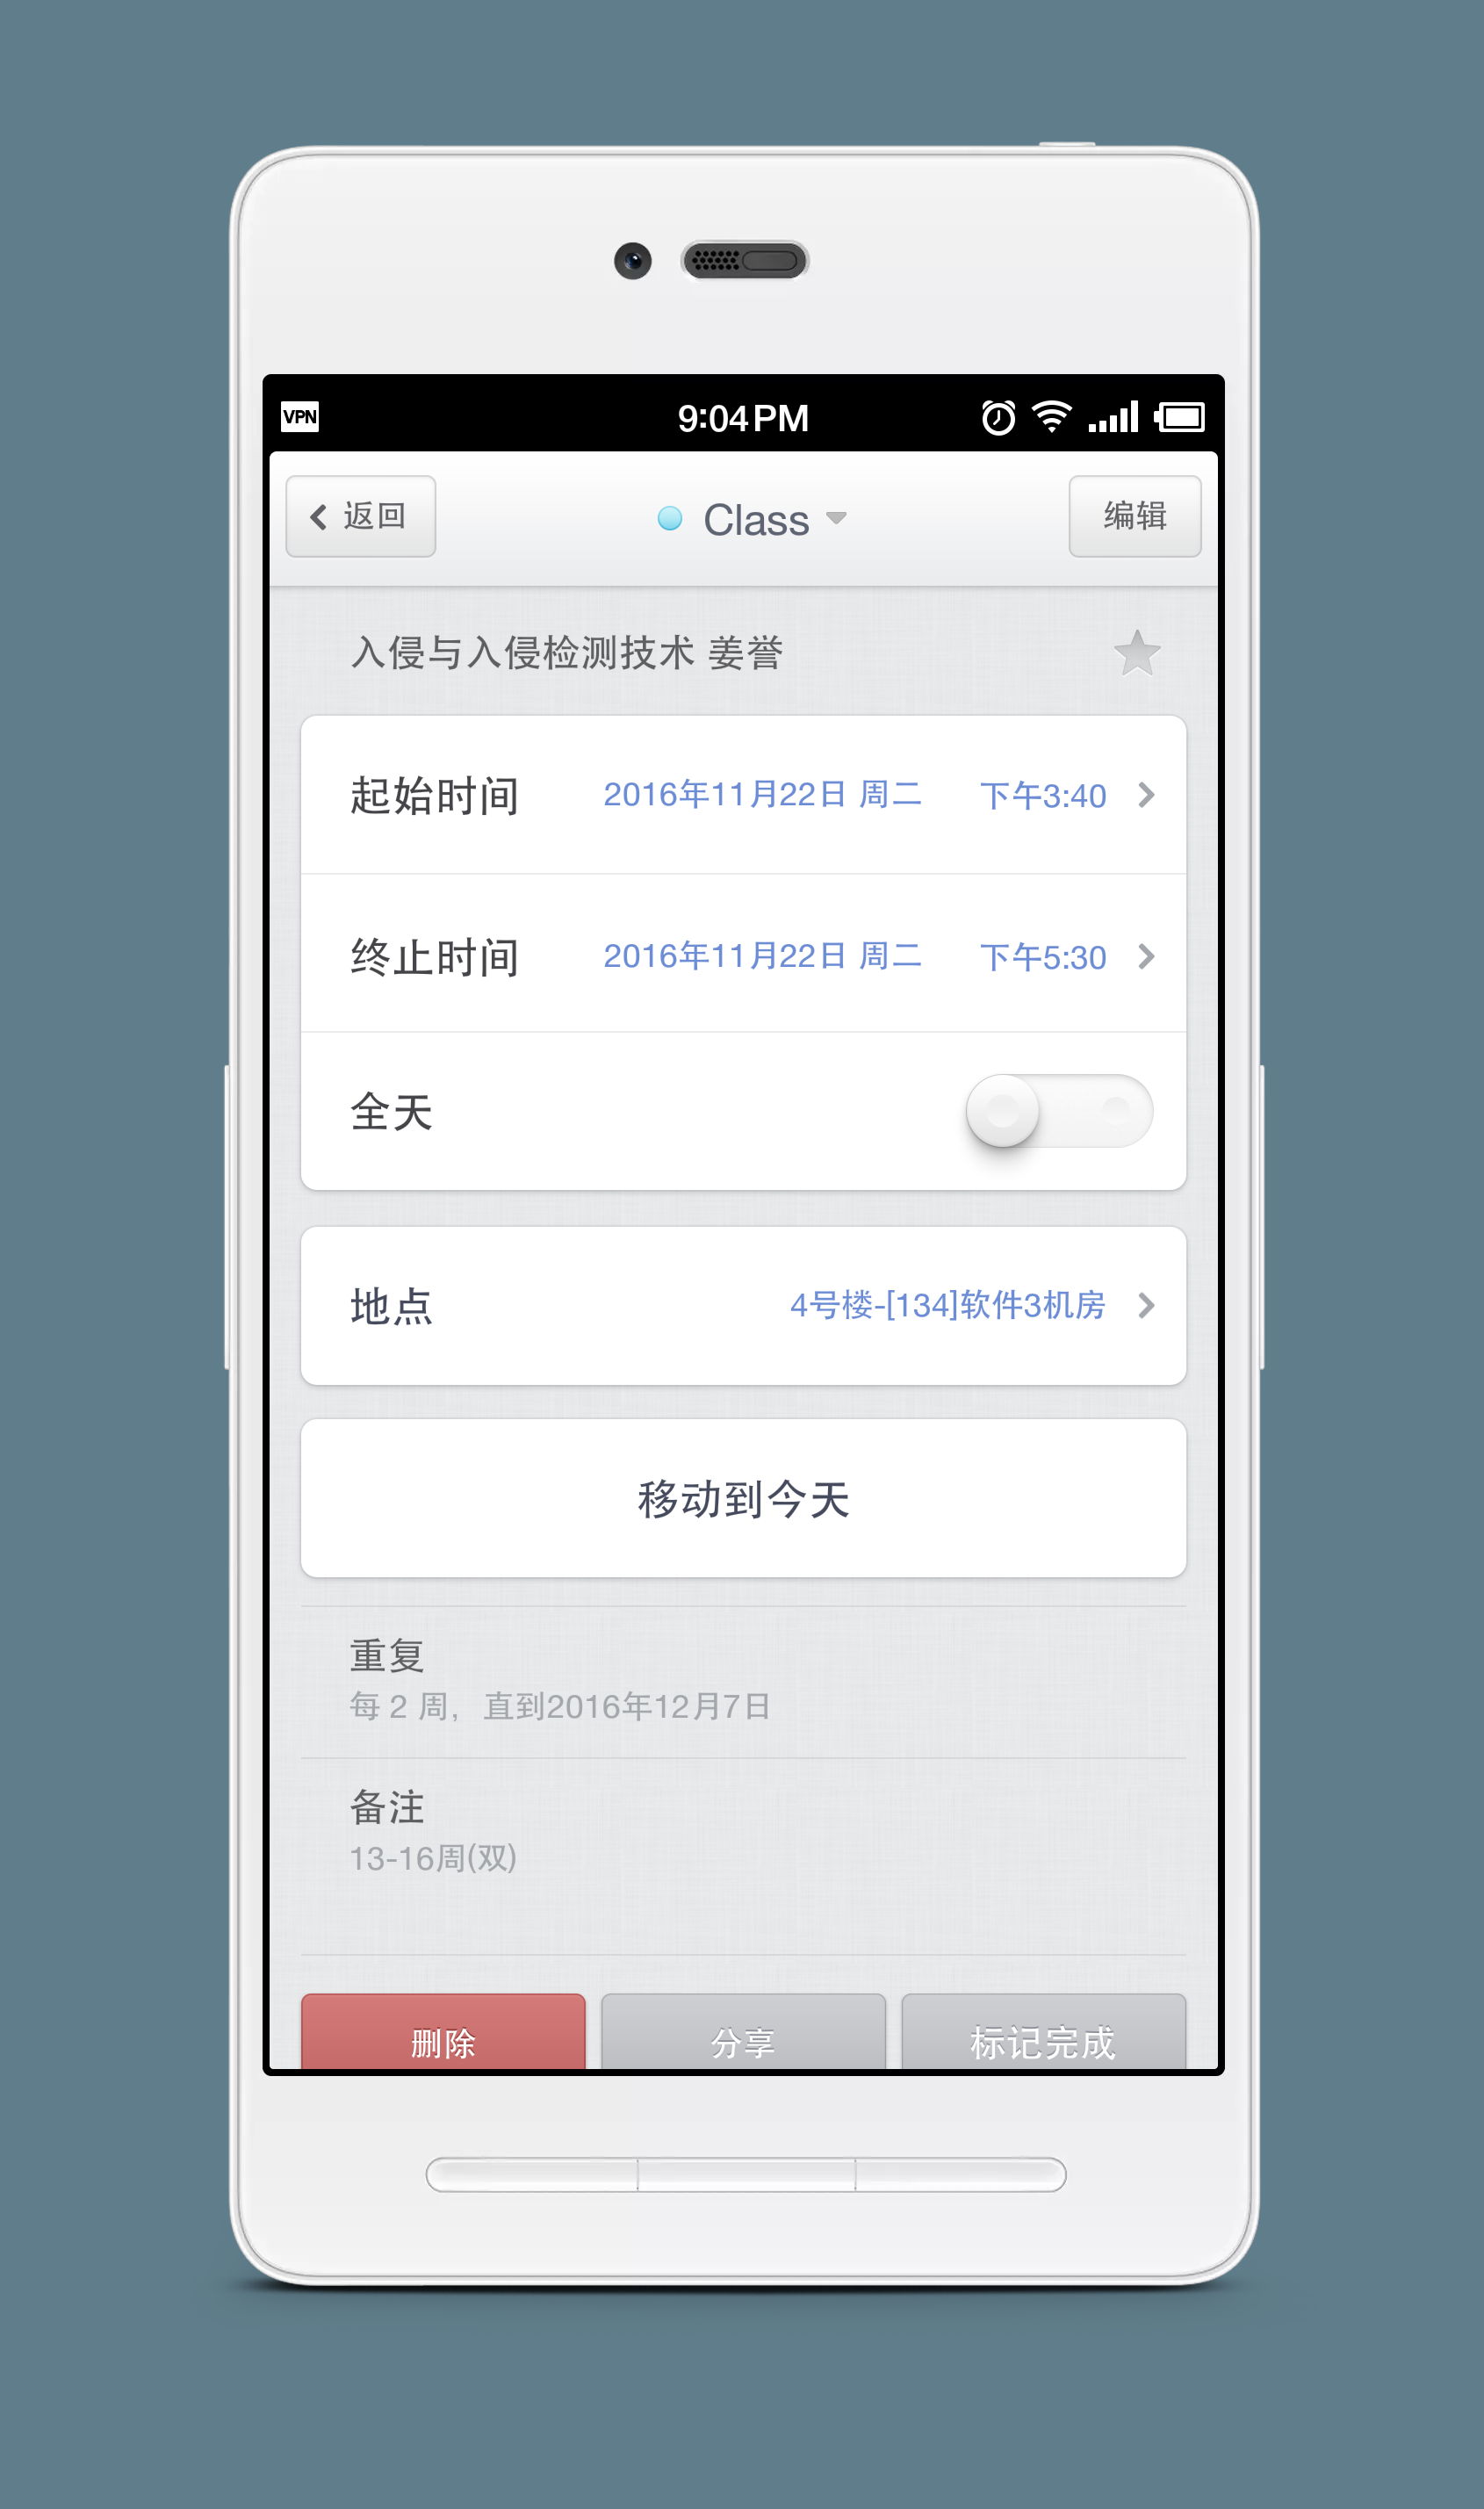 VPN 9:04 PM
返回 Class 编辑
入侵与入侵检测技术 姜誉
起始时间 2016年11月22日 周二 下午3:40
终止时间 2016年11月22日 周二 下午5:30
全天
地点 4号楼-[134]软件3机房
移动到今天
重复
每 2 周，直到2016年12月7日
备注
13-16周(双)
删除 分享 标记完成